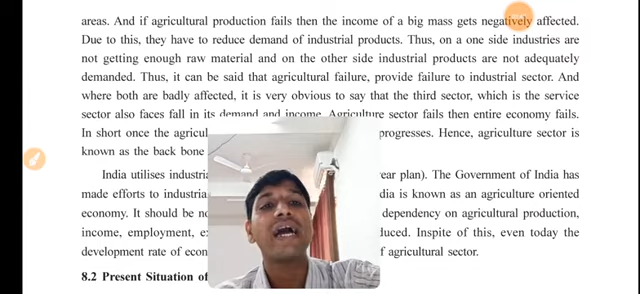 areas. And if agricultural production fails then the income of a big mass gets negatively affected.
Due to this, they have to reduce demand of industrial products. Thus, on a one side industries are
not getting enough raw material and on the other side industrial products are not adequately
demanded. Thus, it can be said that agricultural failure, provide failure to industrial sector. And
where both are badly affected, it is very obvious to say that the third sector, which is the service
sector also faces fall in its demand and income. Agriculture sector fails then entire economy fails.
In short once the agricul progresses. Hence, agriculture sector is
known as the back bone
India utilises industri ear plan). The Government of India has
made efforts to industria dia is known as an agriculture oriented
economy. It should be no dependency on agricultural production,
income, employment, e duced. Inspite of this, even today the
development rate of econ f agricultural sector.
8.2 Present Situation of